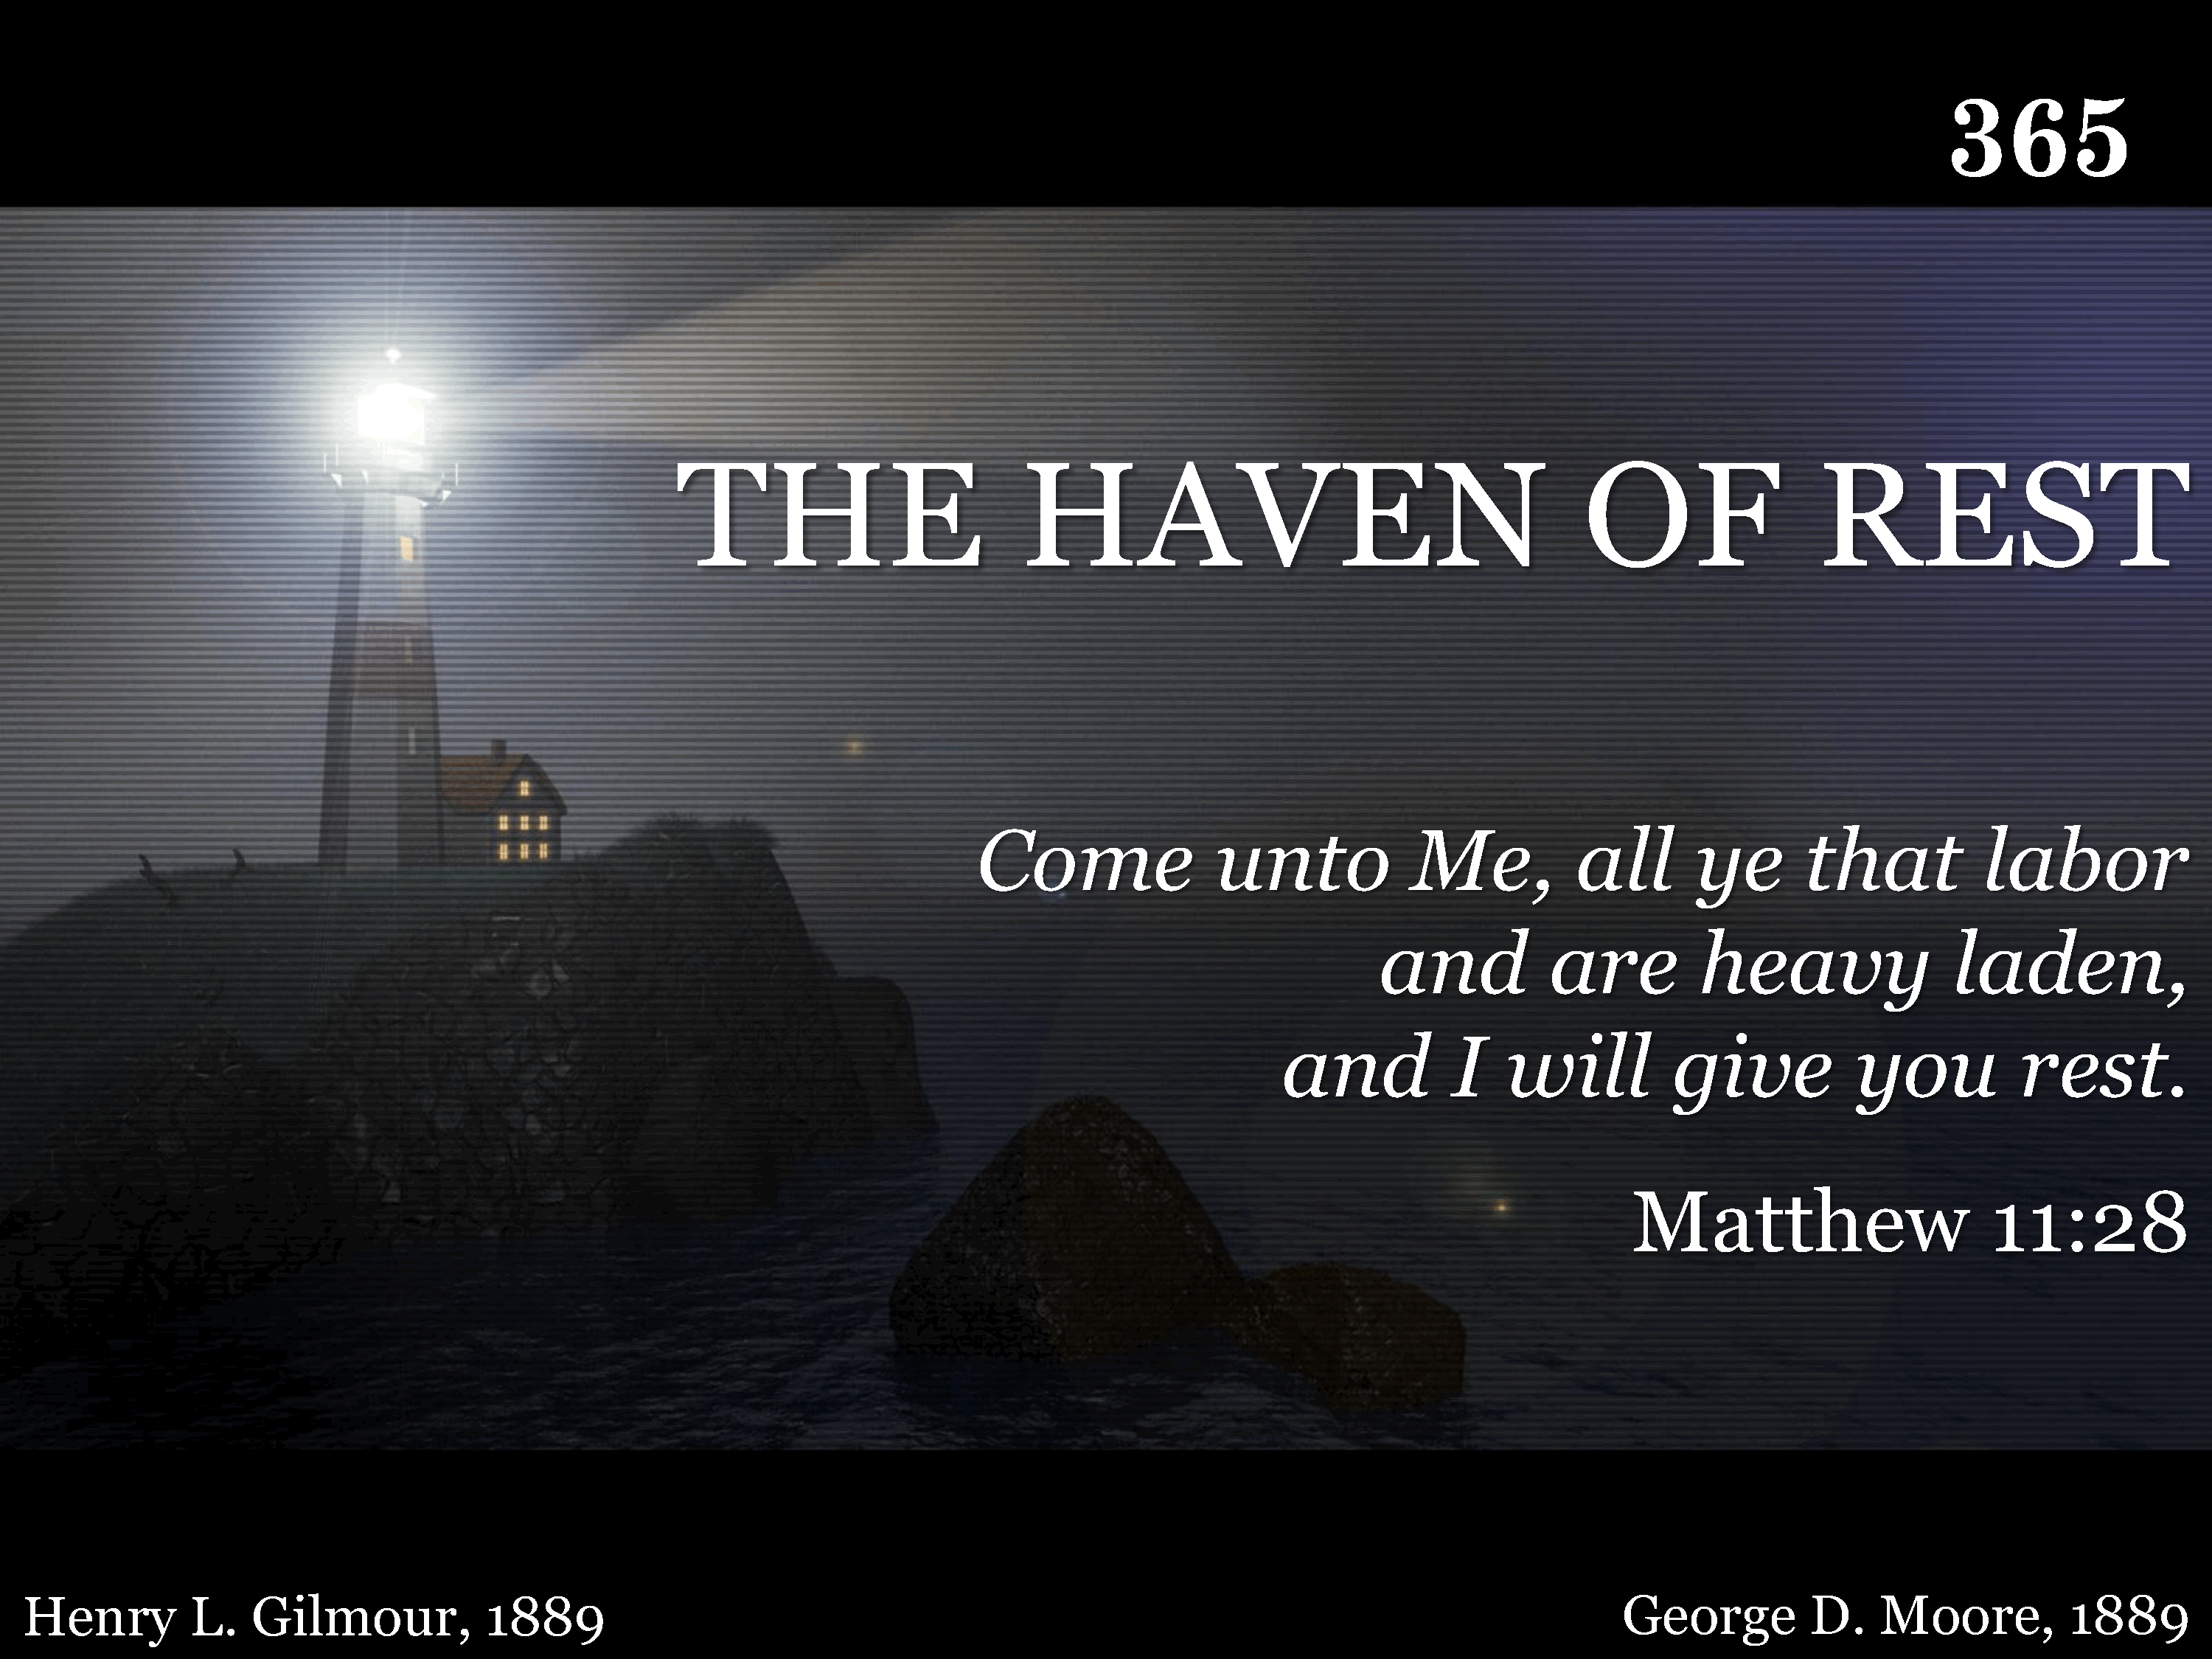 365
THE HAVEN OF REST
Come unto Me, all ye that labor
and are heavy laden,
and I will give you rest.
Matthew 11:28
Henry L. Gilmour, 1889
George D. Moore, 1889